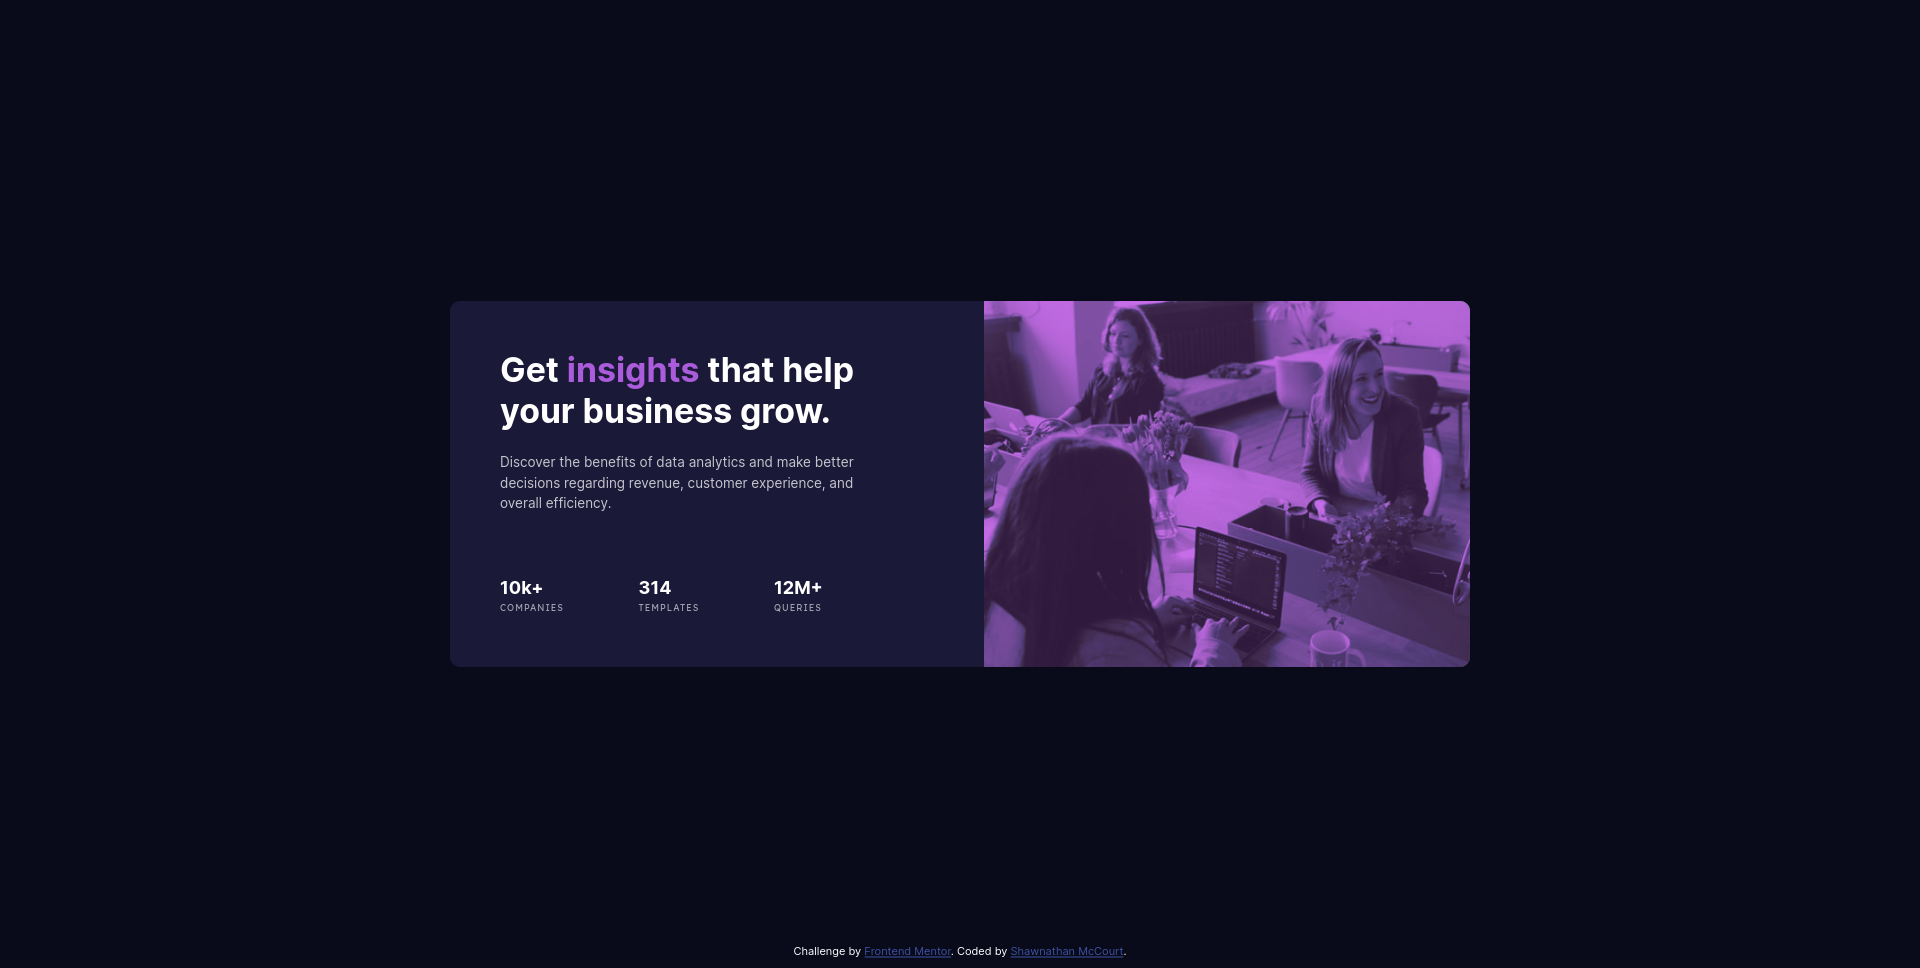 Get insights that help
your business grow.
Discover the benefits of data analytics and make better
decisions regarding revenue, customer experience, and
overall efficiency.
10k+ 314 12M+
COMPANIES TEMPLATES QUERIES
Challenge by Frontend Mentor. Coded by Shawnathan McCourt.